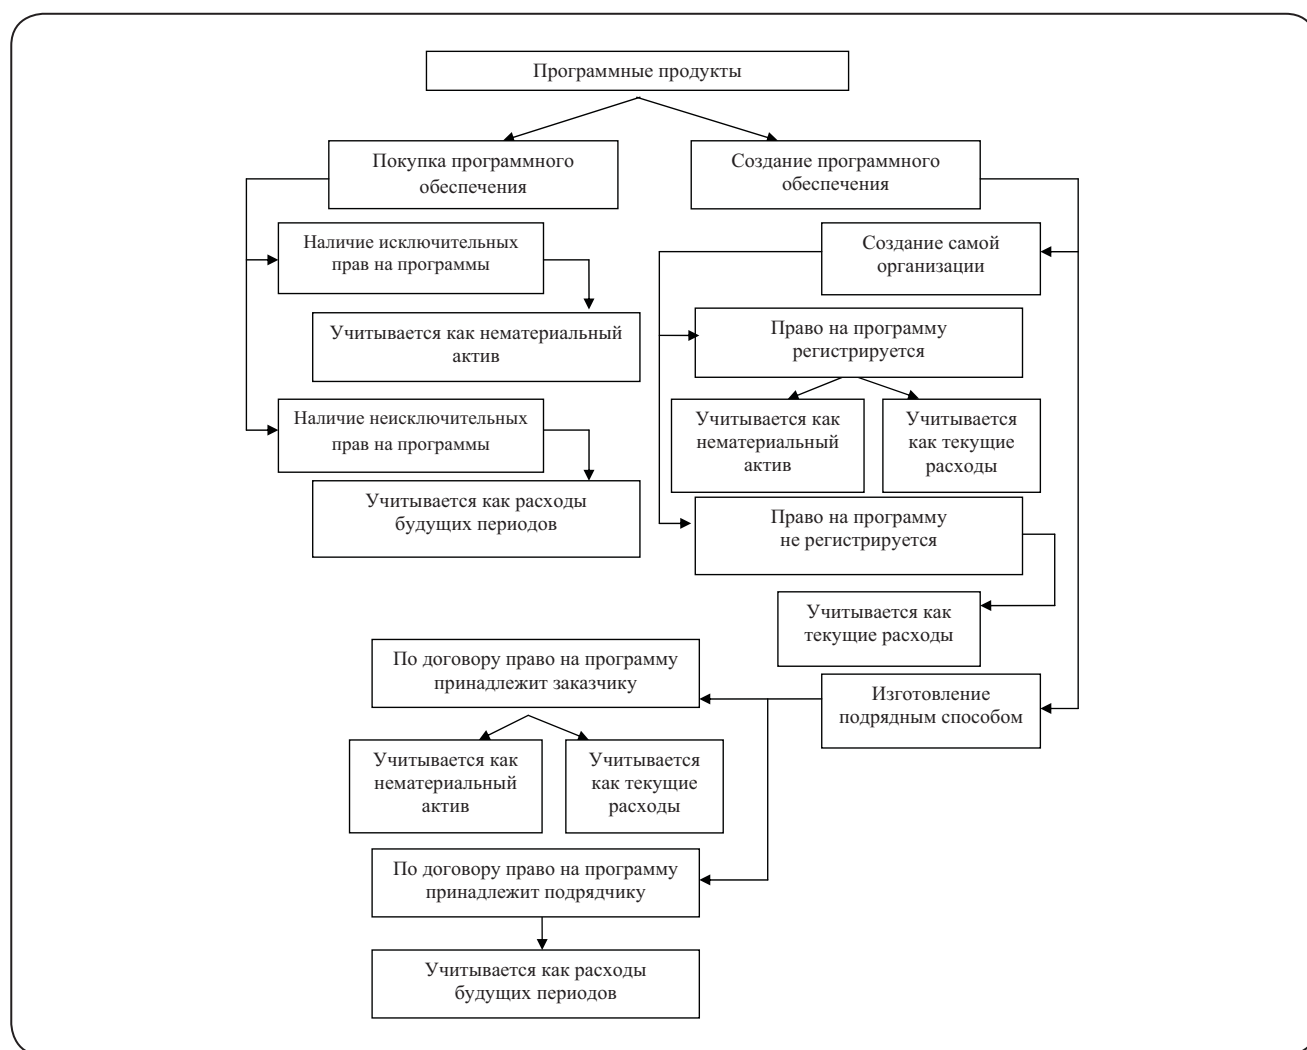 Программные продукты
Покупка программного
обеспечения
Создание программного
обеспечения
Наличие исключительных
прав на программы
Учитывается как нематериальный
актив
Наличие неисключительных
прав на программы
Учитывается как расходы
будущих периодов
Создание самой
организации
Право на программу
регистрируется
Учитывается как
нематериальный
актив
Учитывается
как текущие
расходы
Право на программу
не регистрируется
Учитывается как
текущие расходы
Изготовление
подрядным способом
По договору право на программу
принадлежит заказчику
Учитывается как
нематериальный
актив
Учитывается
как текущие
расходы
По договору право на программу
принадлежит подрядчику
Учитывается как расходы
будущих периодов